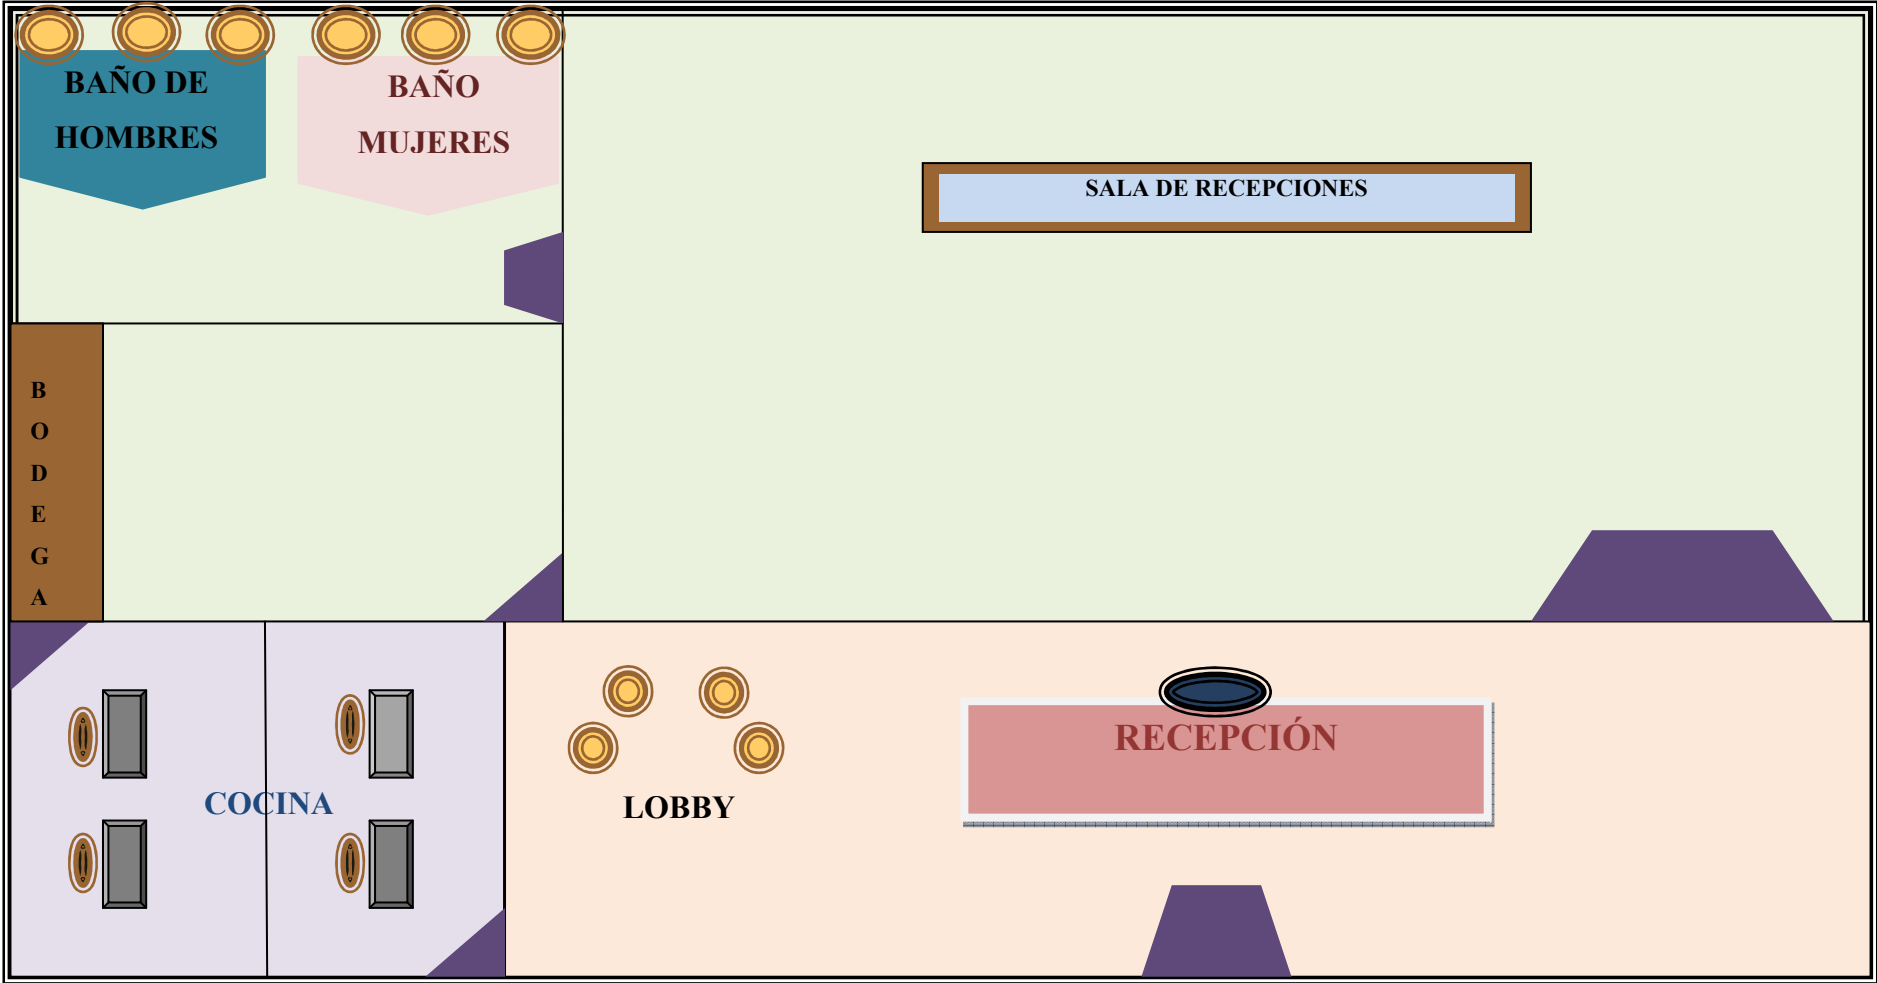 BAÑO DE
HOMBRES
BAÑO
MUJERES
SALA DE RECEPCIONES
B
O
D
E
G
A
COCINA
LOBBY
RECEPCIÓN